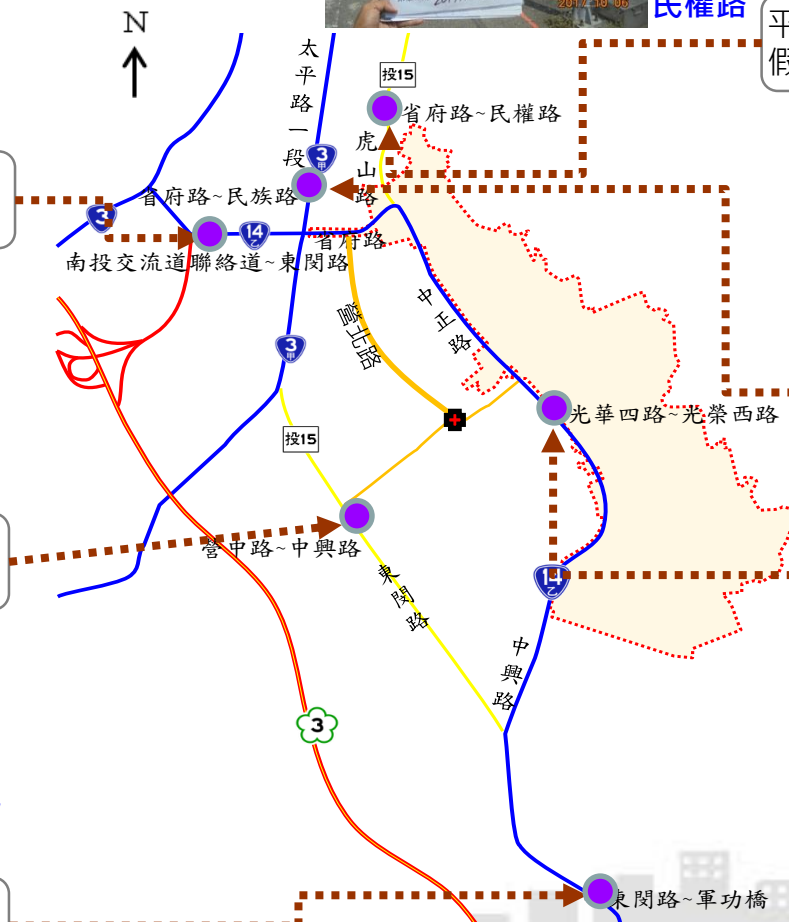 2017 10 06
民權路
平
假
N
太平路一段
投15
省府路~民權路
虎山路
3甲
省府路~民族路
3
14乙
省府路
南投交流道聯絡道~東閔路
中正路
營北路
3甲
光華四路~光榮西路
投15
營中路~中興路
東閔路
14乙
中興路
3
東閔路~軍功橋